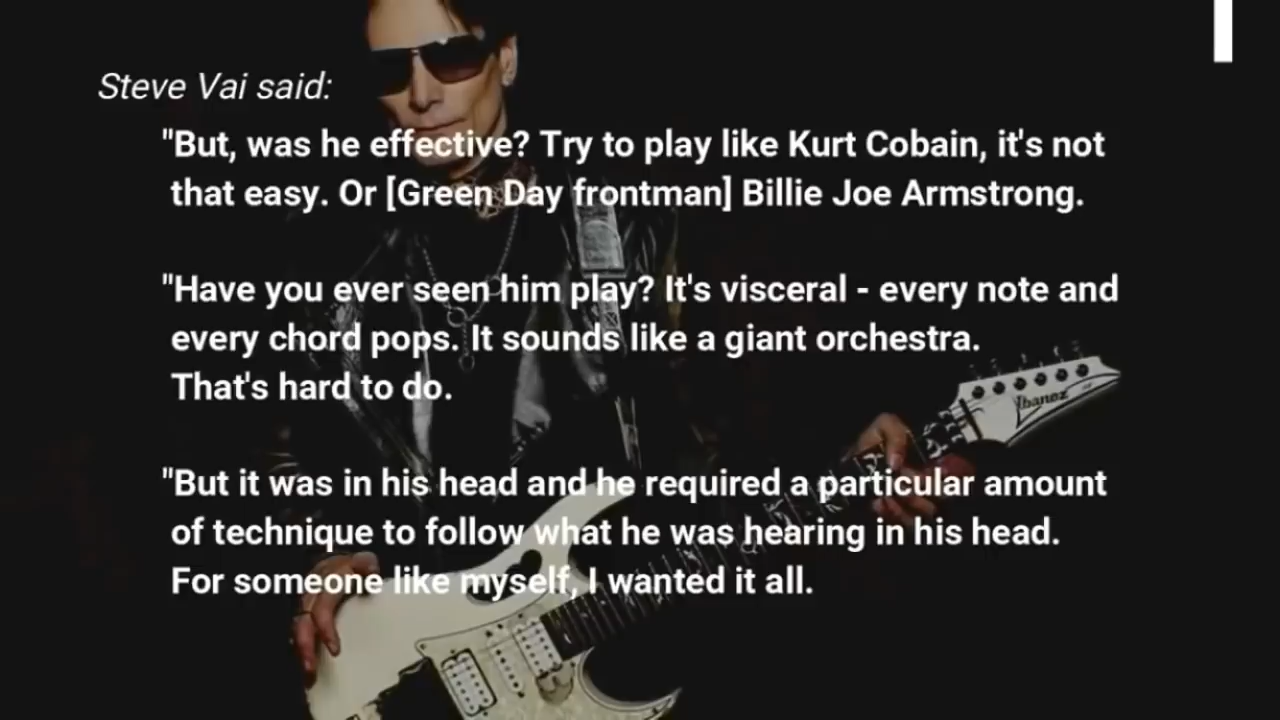 Steve Vai said:
"But, was he effective? Try to play like Kurt Cobain, it's not
that easy. Or [Green Day frontman] Billie Joe Armstrong.
"Have you ever seen him play? It's visceral - every note and
every chord pops. It sounds like a giant orchestra.
That's hard to do.
Ibanez
"But it was in his head and he required a particular amount
of technique to follow what he was hearing in his head.
For someone like myself, I wanted it all.